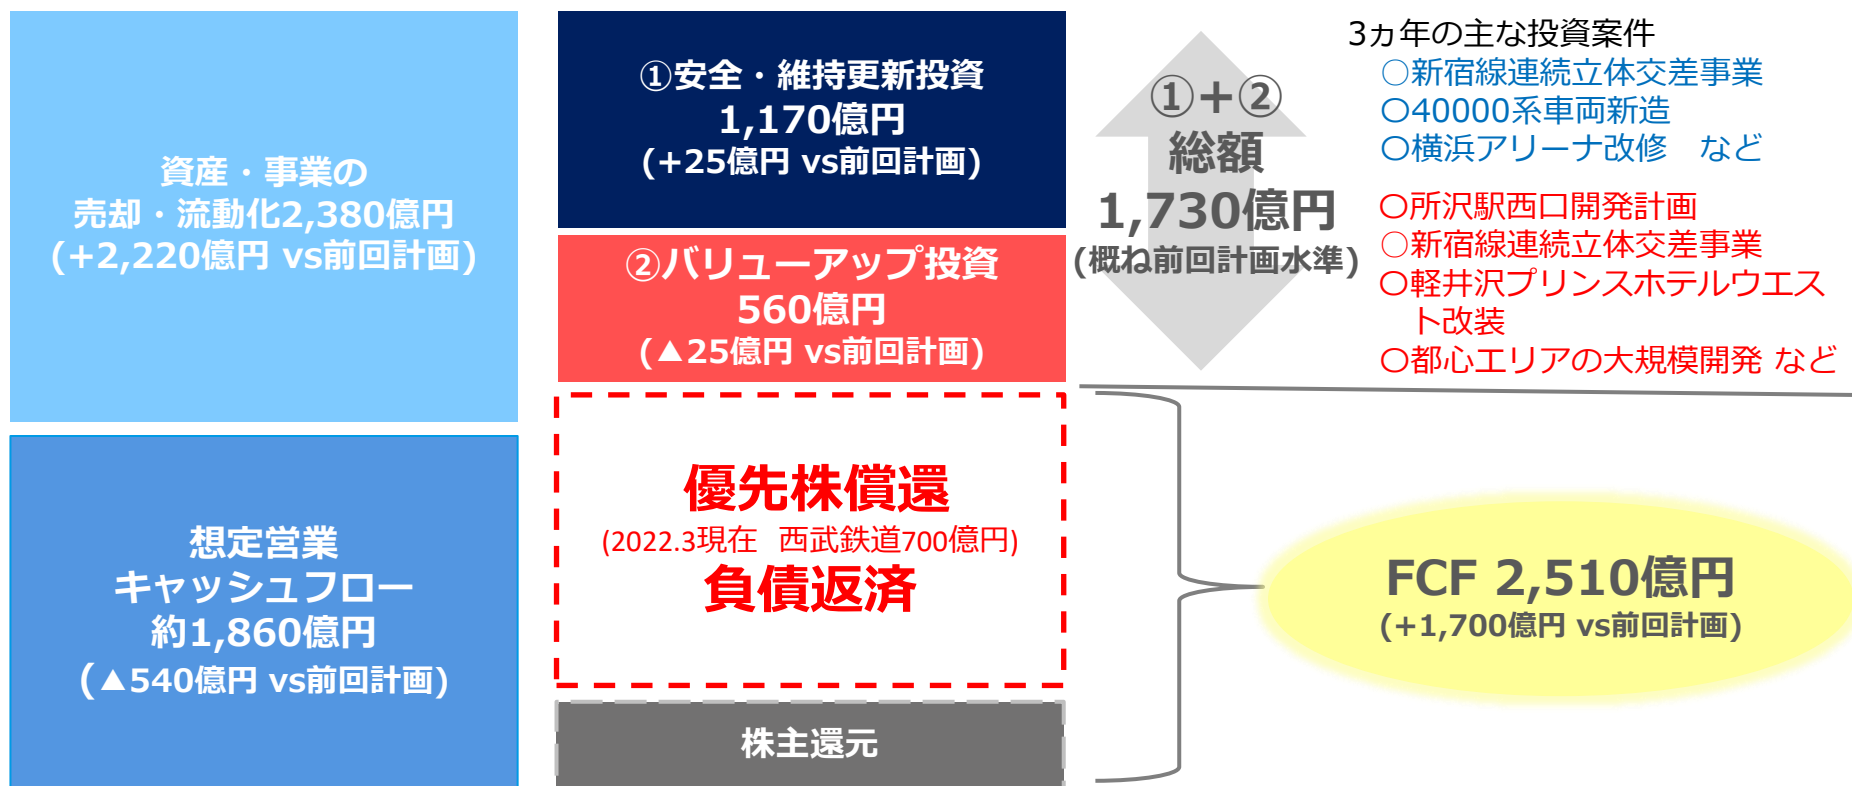 資産・事業の
売却・流動化2,380億円
(+2,220億円 vs前回計画)
想定営業
キャッシュフロー
約1,860億円
(▲540億円 vs前回計画)
①安全・維持更新投資
1,170億円
(+25億円 vs前回計画)
②バリューアップ投資
560億円
(▲25億円 vs前回計画)
優先株償還
(2022.3現在　西武鉄道700億円)
負債返済
株主還元
①+②
総額
1,730億円
(概ね前回計画水準)
3ヵ年の主な投資案件
○新宿線連続立体交差事業
○40000系車両新造
○横浜アリーナ改修　など
○所沢駅西口開発計画
○新宿線連続立体交差事業
○軽井沢プリンスホテルウエス
ト改装
○都心エリアの大規模開発 など
FCF 2,510億円
(+1,700億円 vs前回計画)